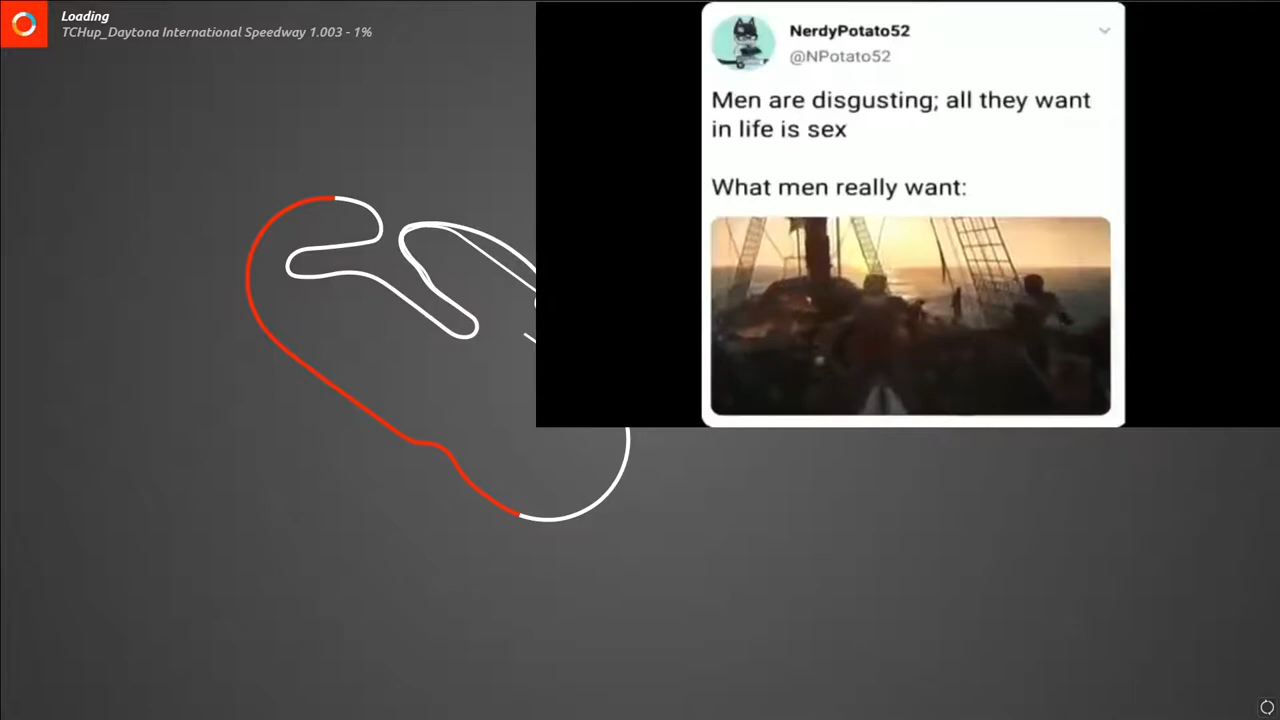 Loading
TCHup_Daytona International Speedway 1.003 - 1%
NerdyPotato52
@NPotato52
Men are disgusting; all they want
in life is sex
What men really want: